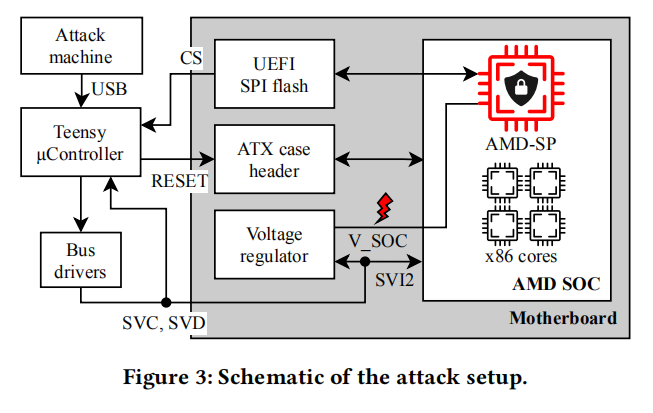 Attack
machine
USB
Teensy
μController
Bus
drivers
SVC, SVD
CS
RESET
UEFI
SPI flash
ATX case
header
Voltage
regulator
V_SOC
SVI2
AMD-SP
x86 cores
AMD SOC
Motherboard
Figure 3: Schematic of the attack setup.